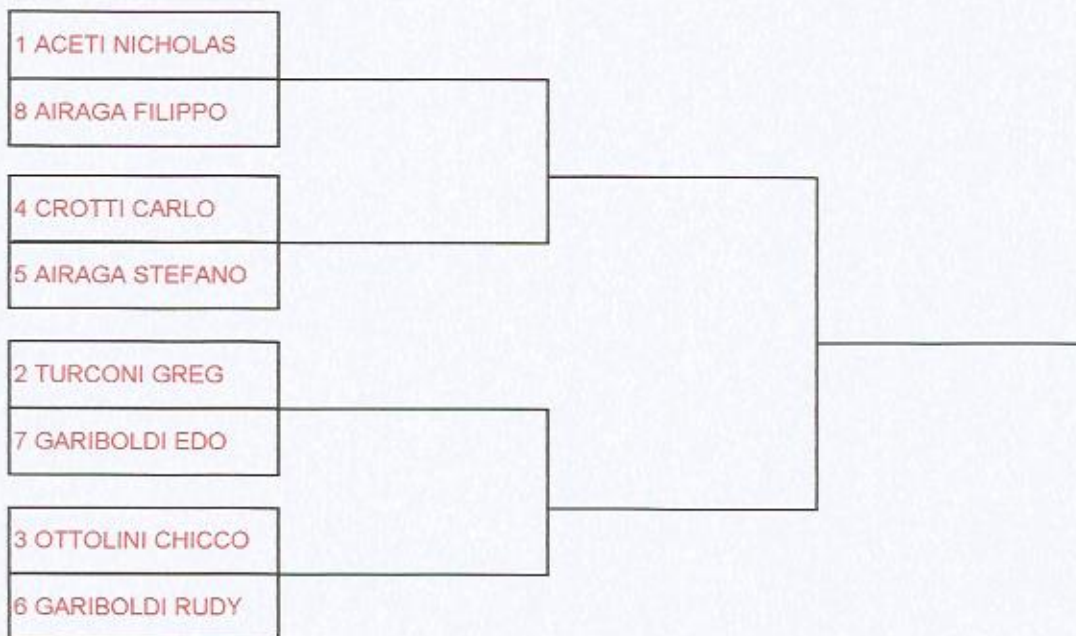 1 ACETI NICHOLAS
8 AIRAGA FILIPPO
4 CROTTI CARLO
5 AIRAGA STEFANO
2 TURCONI GREG
7 GARIBOLDI EDO
3 OTTOLINI CHICCO
6 GARIBOLDI RUDY